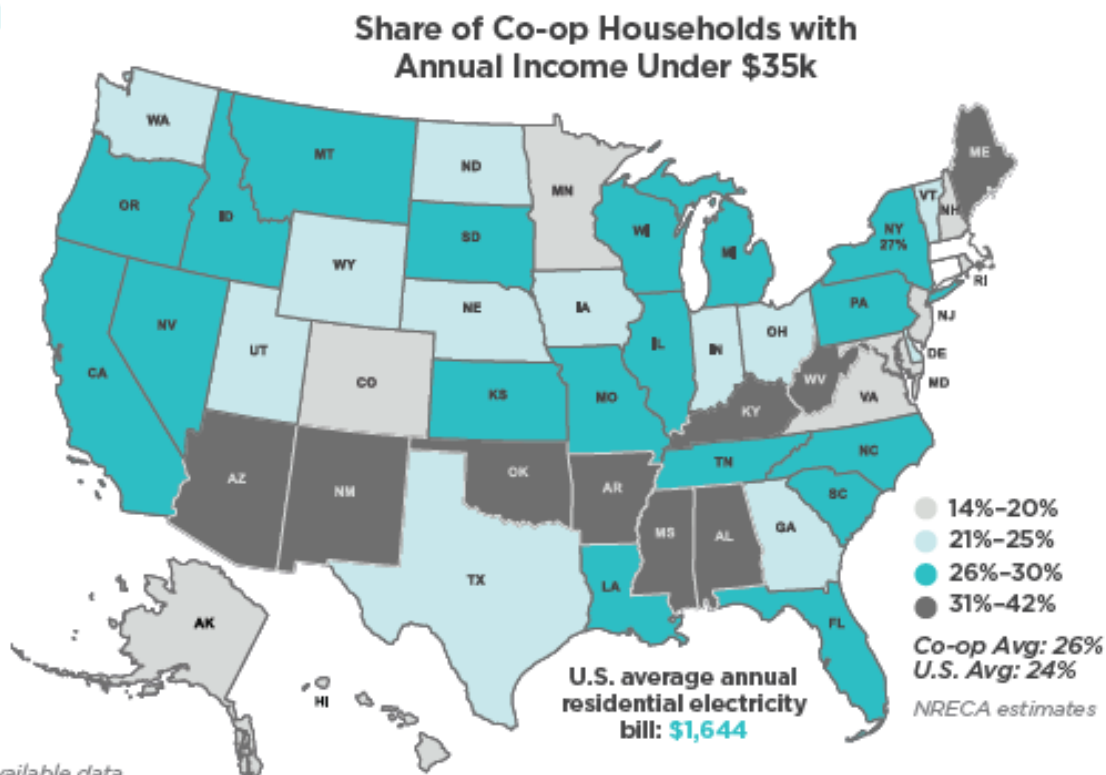 Share of Co-op Households with
Annual Income Under $35k
WA
MT
ND
MN
ME
OR
ID
SD
WI
MI
VT
NH
NY
27%
WY
NE
IA
PA
RI
NJ
NV
UT
CO
KS
MO
IL
IN
OH
DE
MD
CA
WV
VA
KY
AZ
NM
OK
AR
TN
NC
SC
MS
AL
GA
TX
LA
FL
AK
HI
14%–20%
21%–25%
26%–30%
31%–42%
Co-op Avg: 26%
U.S. Avg: 24%
NRECA estimates
U.S. average annual
residential electricity
bill: $1,644
available data